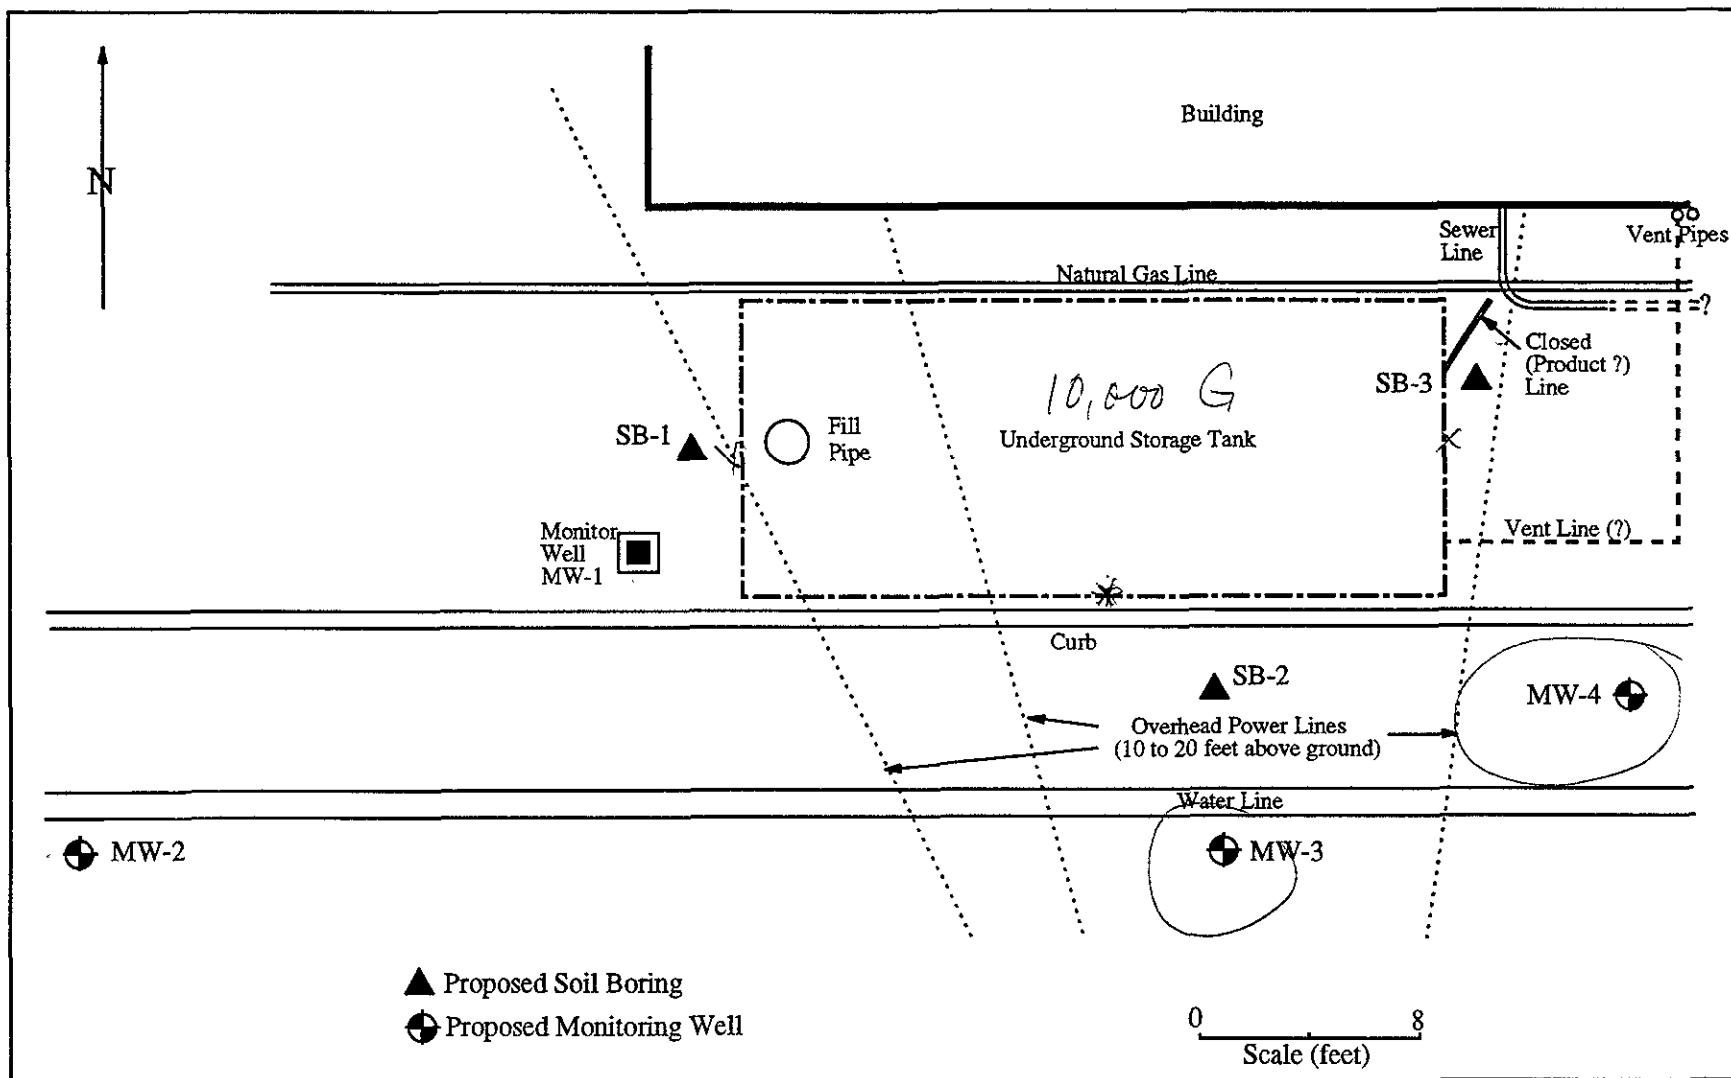 N
Building
Sewer
Line
Vent Pipes
Natural Gas Line
?
Closed
(Product ?)
Line
SB-3
10,000 G
Underground Storage Tank
SB-1
Fill
Pipe
Monitor
Well
MW-1
Vent Line (?)
Curb
SB-2
MW-4
Overhead Power Lines
(10 to 20 feet above ground)
Water Line
MW-2
MW-3
Proposed Soil Boring
Proposed Monitoring Well
0 8
Scale (feet)